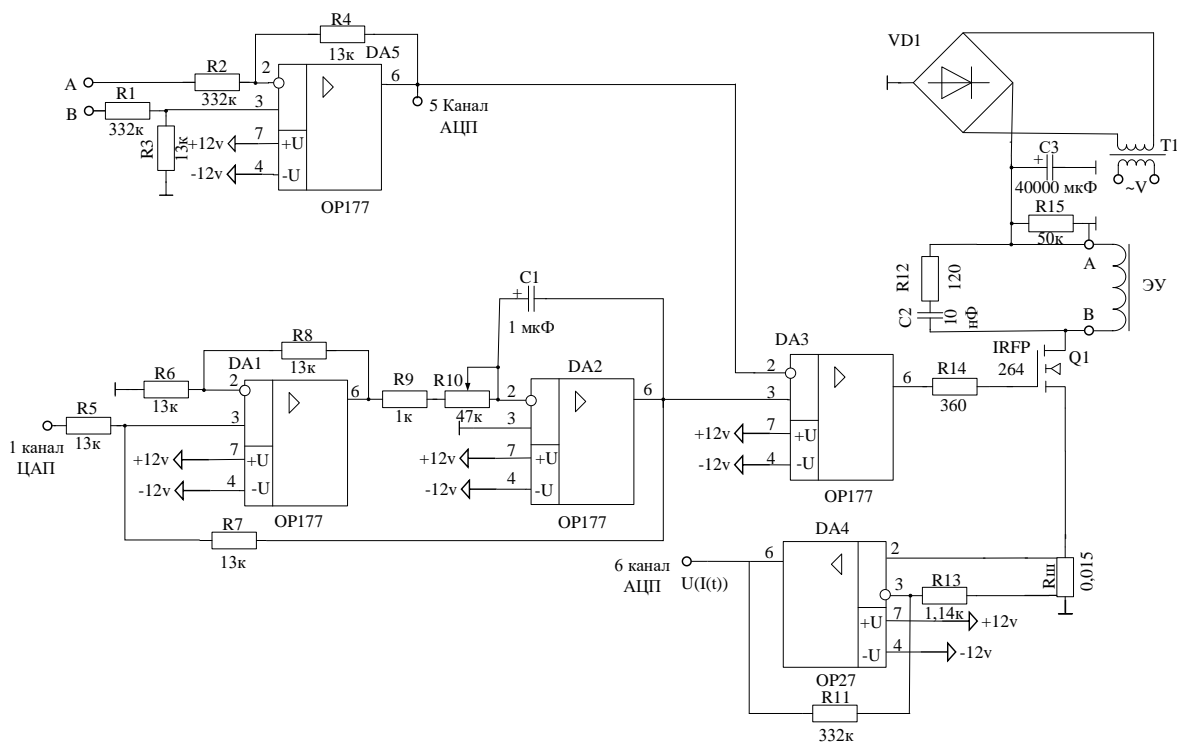 R4
13к
DA5
A
R2
332к
2
B
R1
332к
3
6
R3
13к
+12v
7
+U
-12v
4
-U
OP177
5 Канал
АЦП
VD1
T1
~V
C3
+
40000 мкФ
R15
50к
A
R12
120
C2
10
нФ
ЭУ
B
C1
+
1 мкФ
R8
13к
DA1
R6
13к
2
R5
13к
3
1 канал
ЦАП
6
R9
1к
R10
47к
DA2
2
3
6
+12v
7
+U
-12v
4
-U
OP177
+12v
7
+U
-12v
4
-U
OP177
R7
13к
DA3
2
3
6
+12v
7
+U
-12v
4
-U
OP177
R14
360
IRFP
264
Q1
DA4
6 канал
АЦП
U(I(t))
6
2
3
R13
1,14к
Rш
0,015
+U
7
+12v
-U
4
-12v
OP27
R11
332к